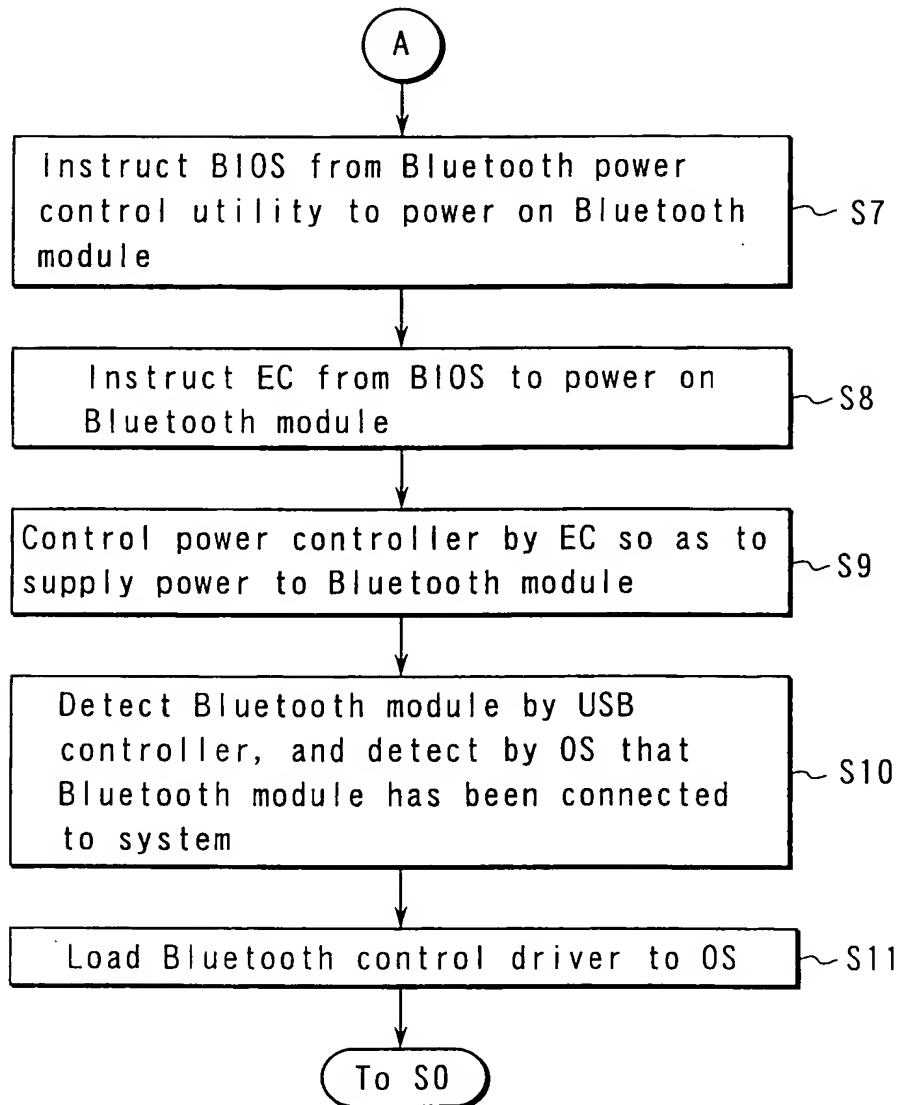 A
Instruct BIOS from Bluetooth power
control utility to power on Bluetooth
module
S7
Instruct EC from BIOS to power on
Bluetooth module
S8
Control power controller by EC so as to
supply power to Bluetooth module
S9
Detect Bluetooth module by USB
controller, and detect by OS that
Bluetooth module has been connected
to system
S10
Load Bluetooth control driver to OS
S11
To S0